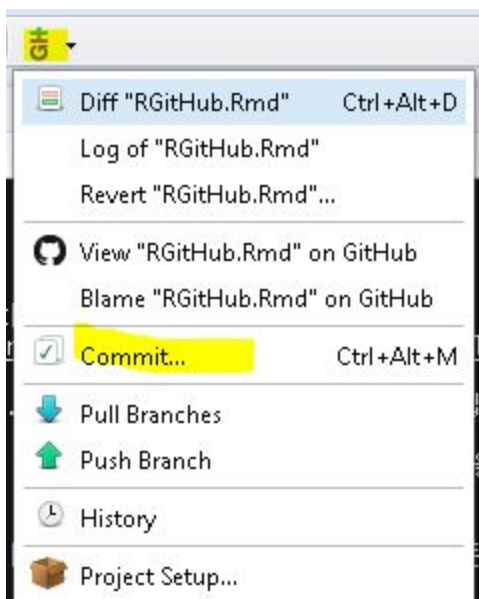 GIT
Diff "RGitHub.Rmd" Ctrl+Alt+D
Log of "RGitHub.Rmd"
Revert "RGitHub.Rmd"...
View "RGitHub.Rmd" on GitHub
Blame "RGitHub.Rmd" on GitHub
Commit... Ctrl+Alt+M
Pull Branches
Push Branch
History
Project Setup...